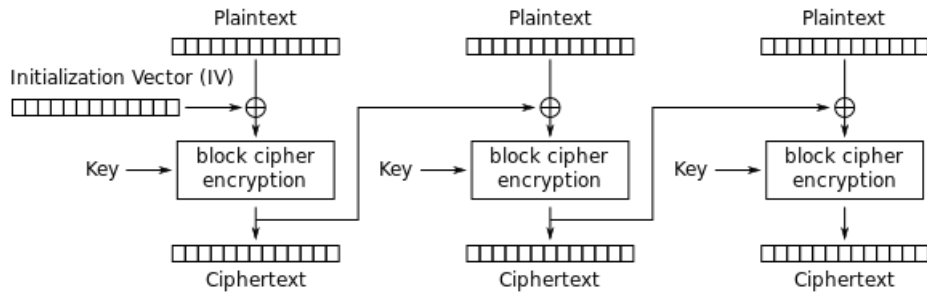 Plaintext
Plaintext
Plaintext
Initialization Vector (IV)
Key
block cipher
encryption
Key
block cipher
encryption
Key
block cipher
encryption
Ciphertext
Ciphertext
Ciphertext